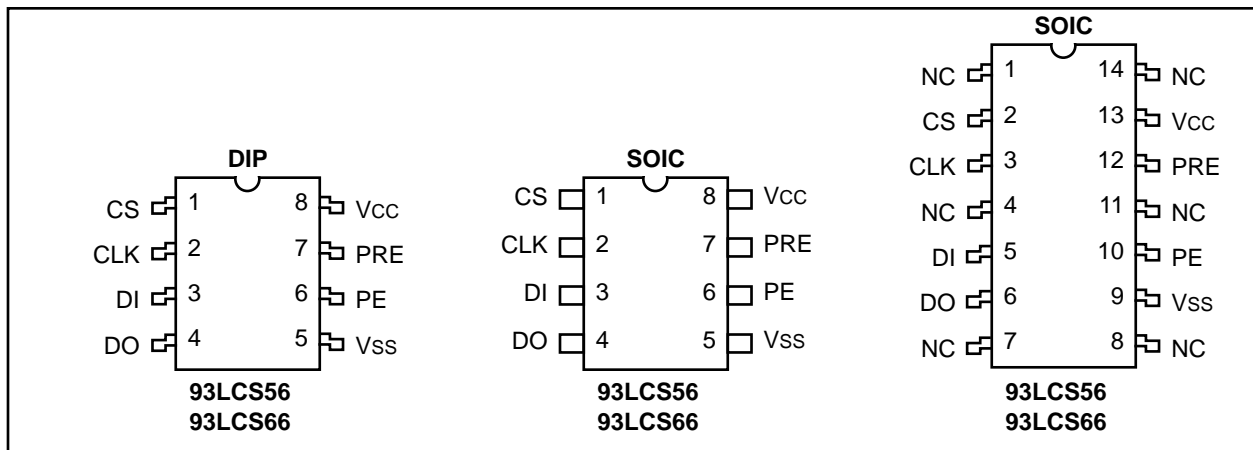 DIP
CS 1 8 VCC
CLK 2 7 PRE
DI 3 6 PE
DO 4 5 VSS
93LCS56
93LCS66
SOIC
CS 1 8 VCC
CLK 2 7 PRE
DI 3 6 PE
DO 4 5 VSS
93LCS56
93LCS66
SOIC
NC 1 14 NC
CS 2 13 VCC
CLK 3 12 PRE
NC 4 11 NC
DI 5 10 PE
DO 6 9 VSS
NC 7 8 NC
93LCS56
93LCS66